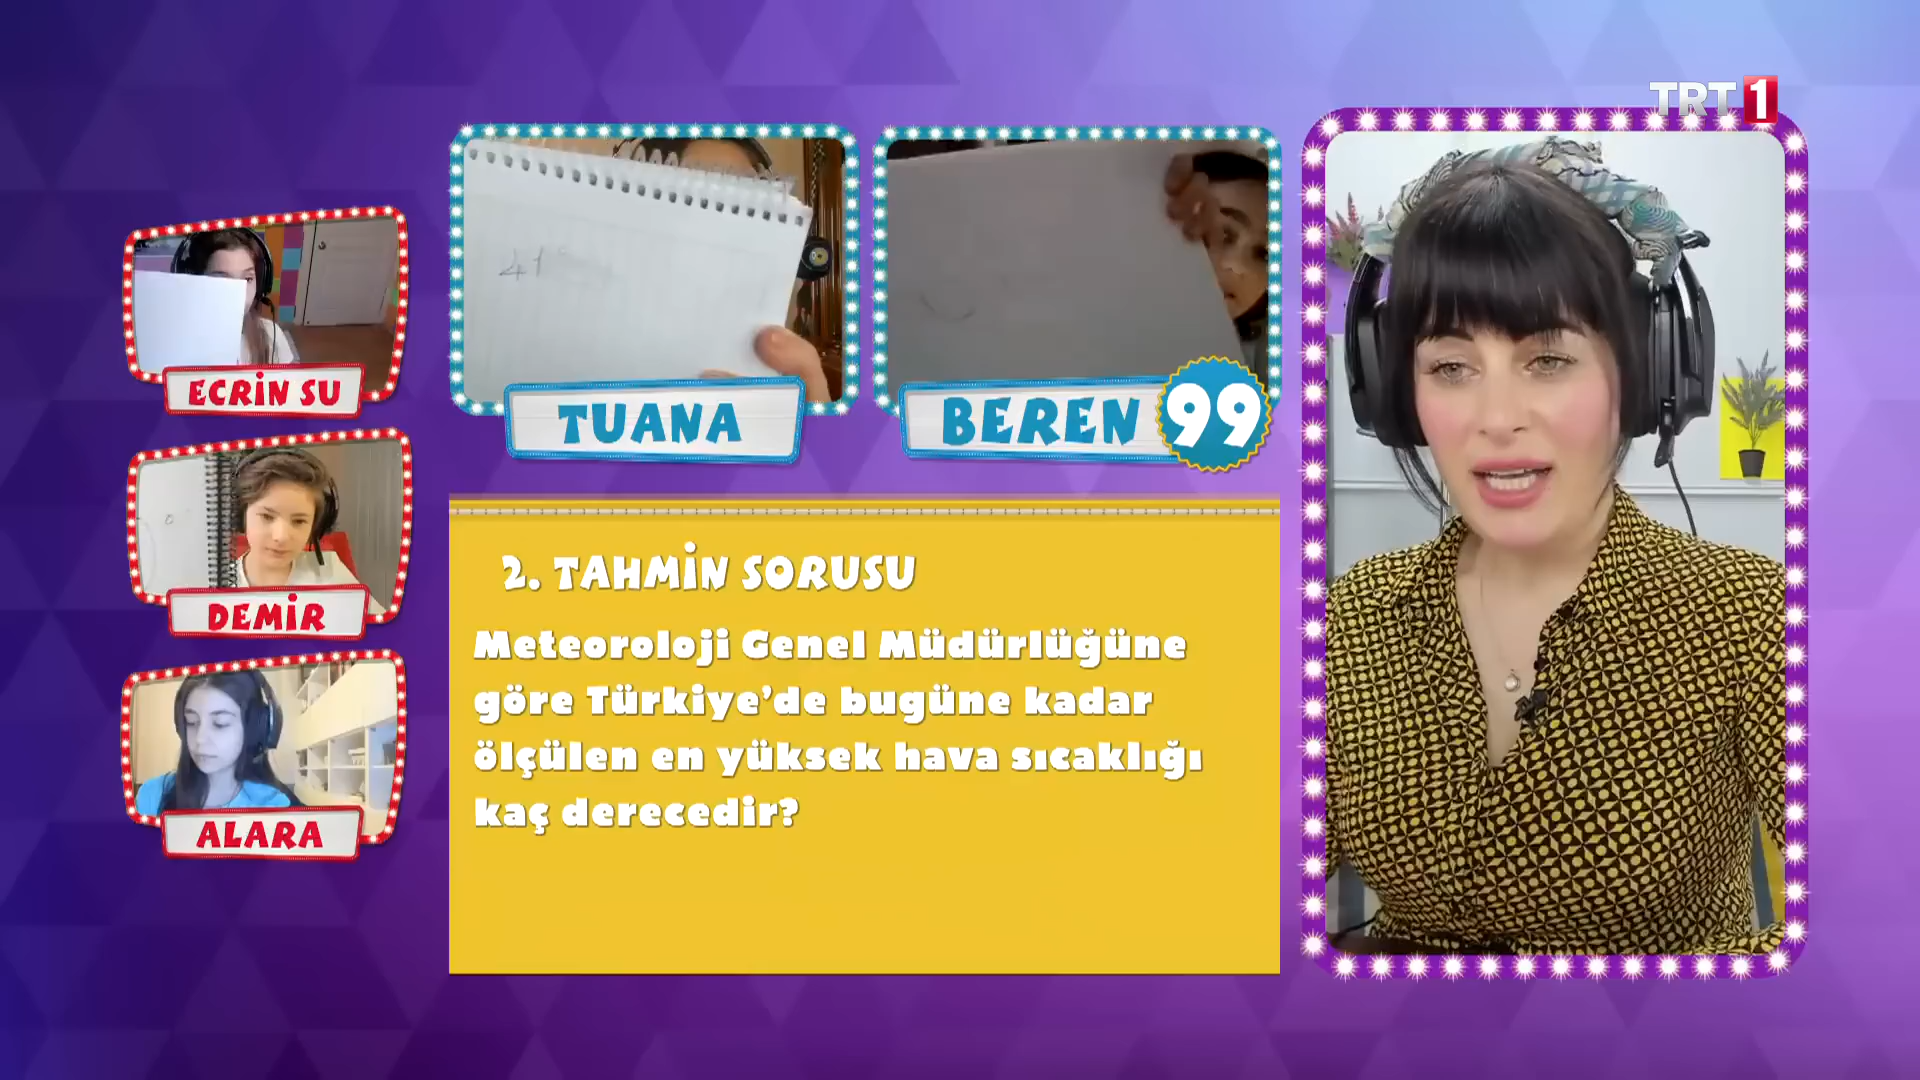 TRT 1
41°
TUANA
BEREN 99
ECRİN SU
DEMİR
ALARA
2. TAHMİN SORUSU
Meteoroloji Genel Müdürlüğüne
göre Türkiye'de bugüne kadar
ölçülen en yüksek hava sıcaklığı
kaç derecedir?